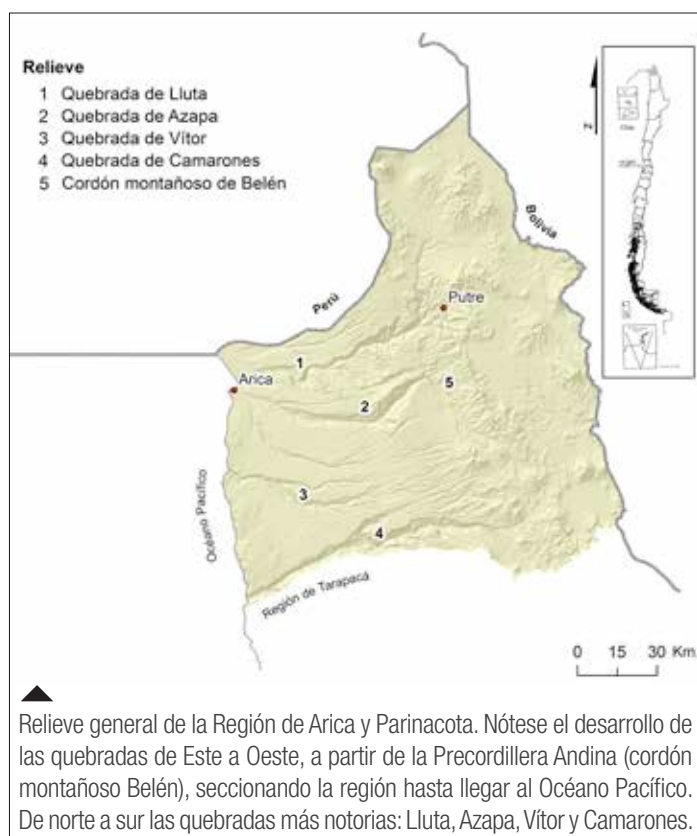 Relieve
1 Quebrada de Lluta
2 Quebrada de Azapa
3 Quebrada de Vítor
4 Quebrada de Camarones
5 Cordón montañoso de Belén
N
Bolivia
Perú
Putre
1
Arica
5
2
3
Océano Pacífico
4
Región de Tarapacá
0 15 30 Km
Relieve general de la Región de Arica y Parinacota. Nótese el desarrollo de
las quebradas de Este a Oeste, a partir de la Precordillera Andina (cordón
montañoso Belén), seccionando la región hasta llegar al Océano Pacífico.
De norte a sur las quebradas más notorias: Lluta, Azapa, Vítor y Camarones.